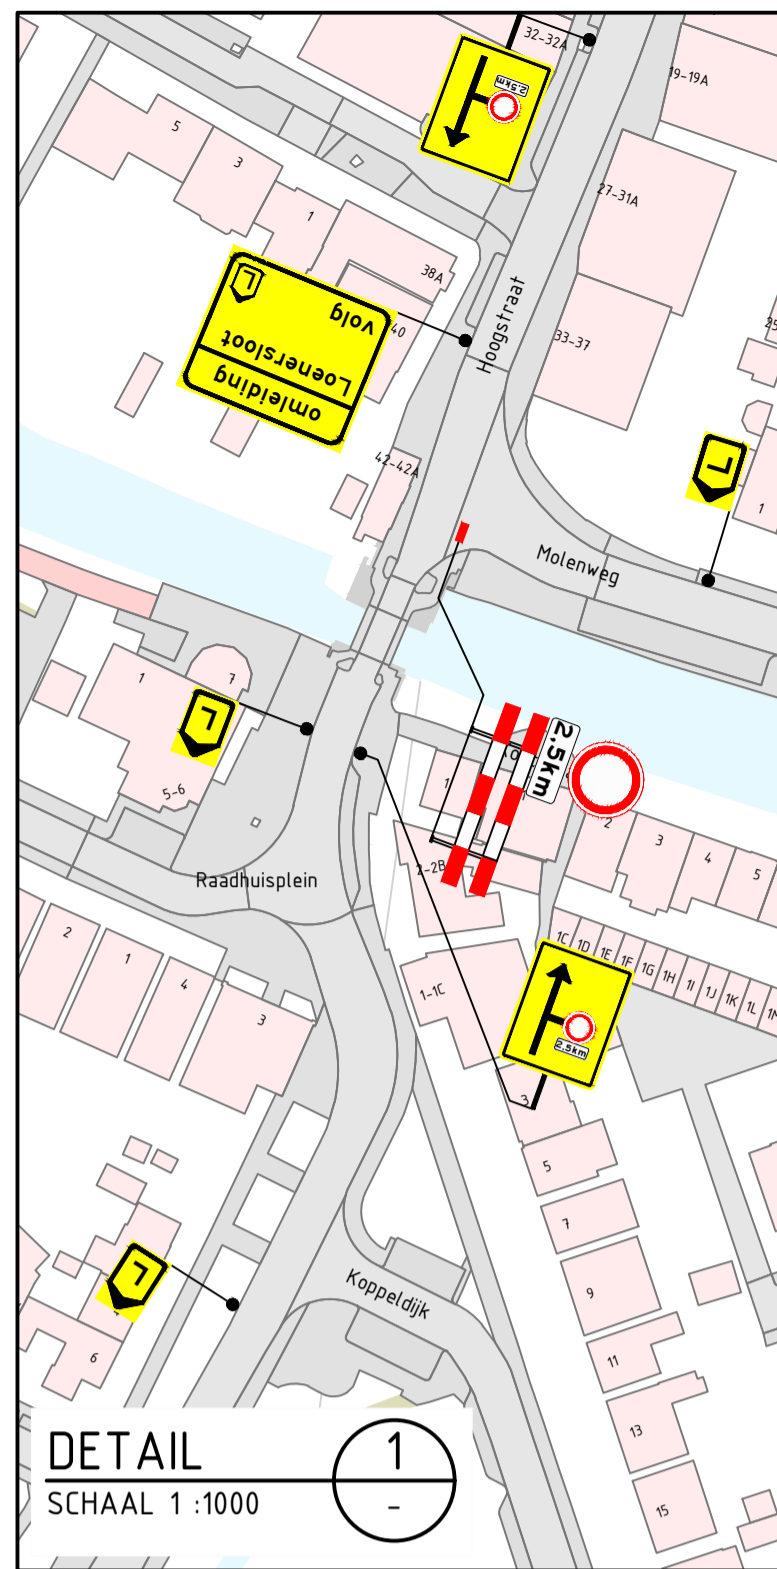 32-32A
2.5km
19-19A
5
3
1
27-31A
38A
L
Volg
Loenersloot
omleiding
40
Hoogstraat
33-37
25
42-42A
L
1
Molenweg
1
7
L
5-6
2.5km
1
2
3
4
5
2-2B
Raadhuisplein
2
1
4
3
1-1C
1C
1D
1E
1F
1G
1H
1I
1J
1K
1L
2.5km
3
5
7
9
11
13
15
L
6
Koppeldijk
DETAIL
1
SCHAAL 1 :1000
-